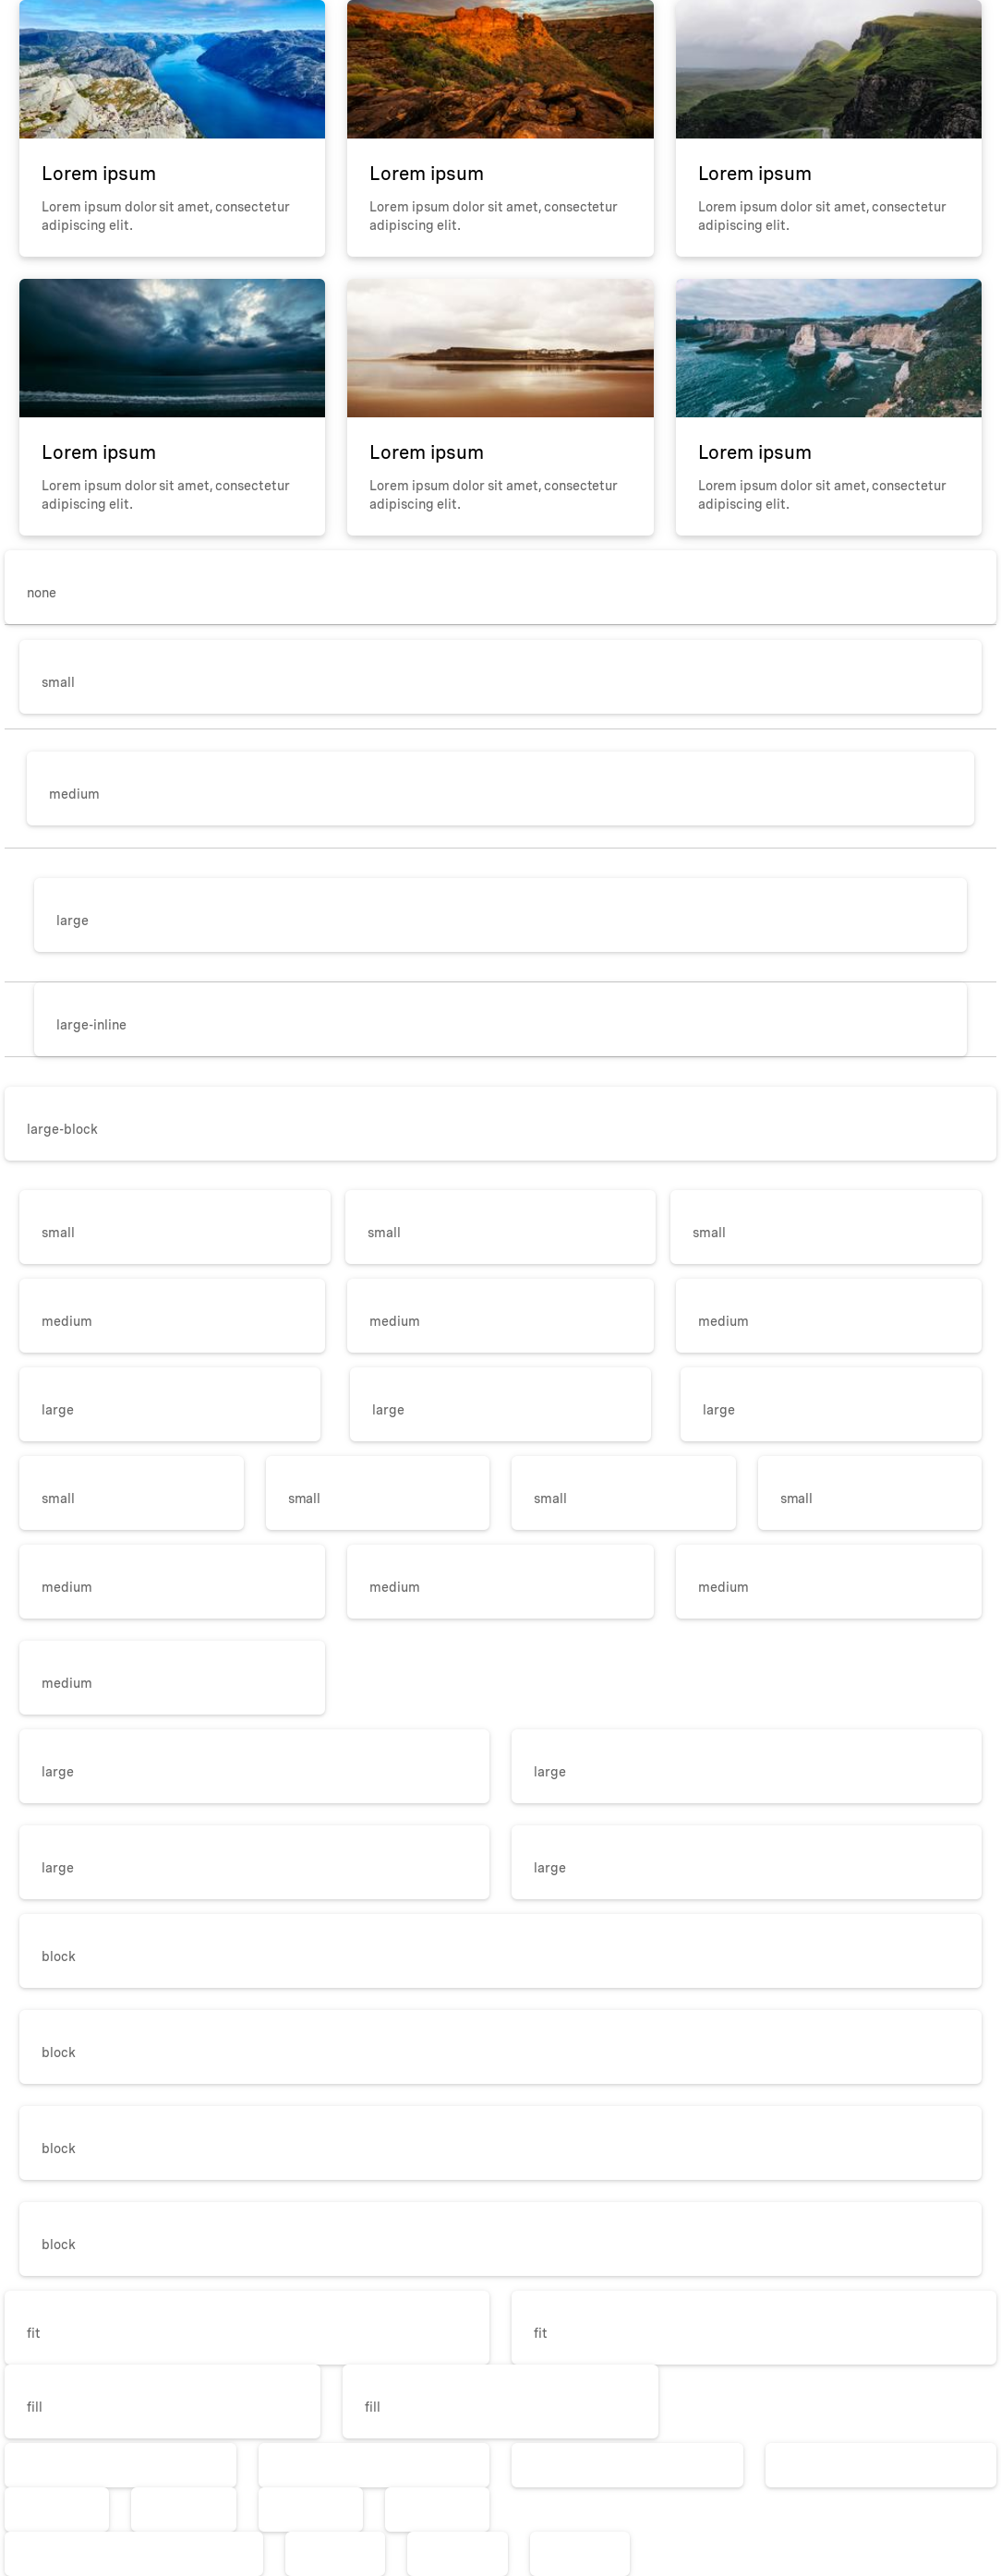 Lorem ipsum
Lorem ipsum dolor sit amet, consectetur
adipiscing elit.
Lorem ipsum
Lorem ipsum dolor sit amet, consectetur
adipiscing elit.
Lorem ipsum
Lorem ipsum dolor sit amet, consectetur
adipiscing elit.
Lorem ipsum
Lorem ipsum dolor sit amet, consectetur
adipiscing elit.
Lorem ipsum
Lorem ipsum dolor sit amet, consectetur
adipiscing elit.
Lorem ipsum
Lorem ipsum dolor sit amet, consectetur
adipiscing elit.
none
small
medium
large
large-inline
large-block
small
small
small
medium
medium
medium
large
large
large
small
small
small
small
medium
medium
medium
medium
large
large
large
large
block
block
block
block
fit
fit
fill
fill